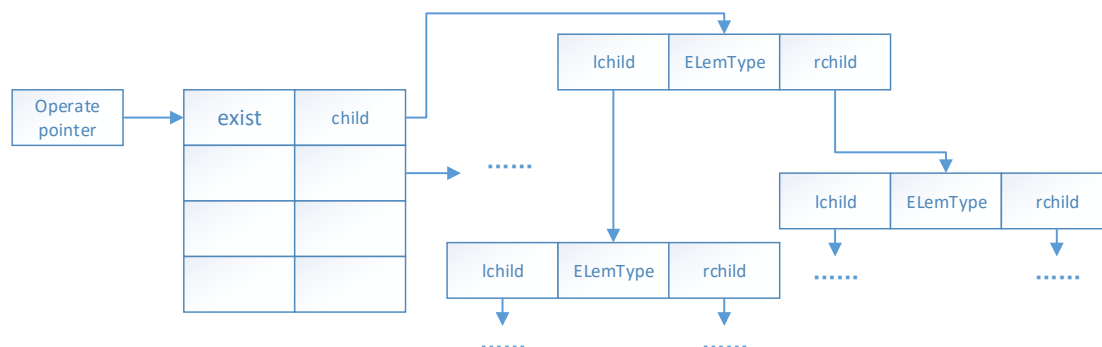 lchild ELemType rchild
Operate
pointer
exist child
......
lchild ELemType rchild
lchild ELemType rchild
...... ......
...... ......